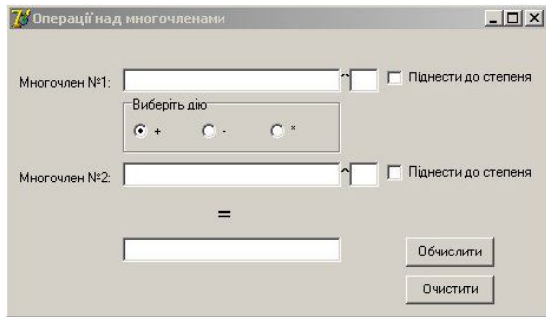 Операції над многочленами
Многочлен №1: ^ Піднести до степеня
Виберіть дію
+ - *
Многочлен №2: ^ Піднести до степеня
=
Обчислити
Очистити